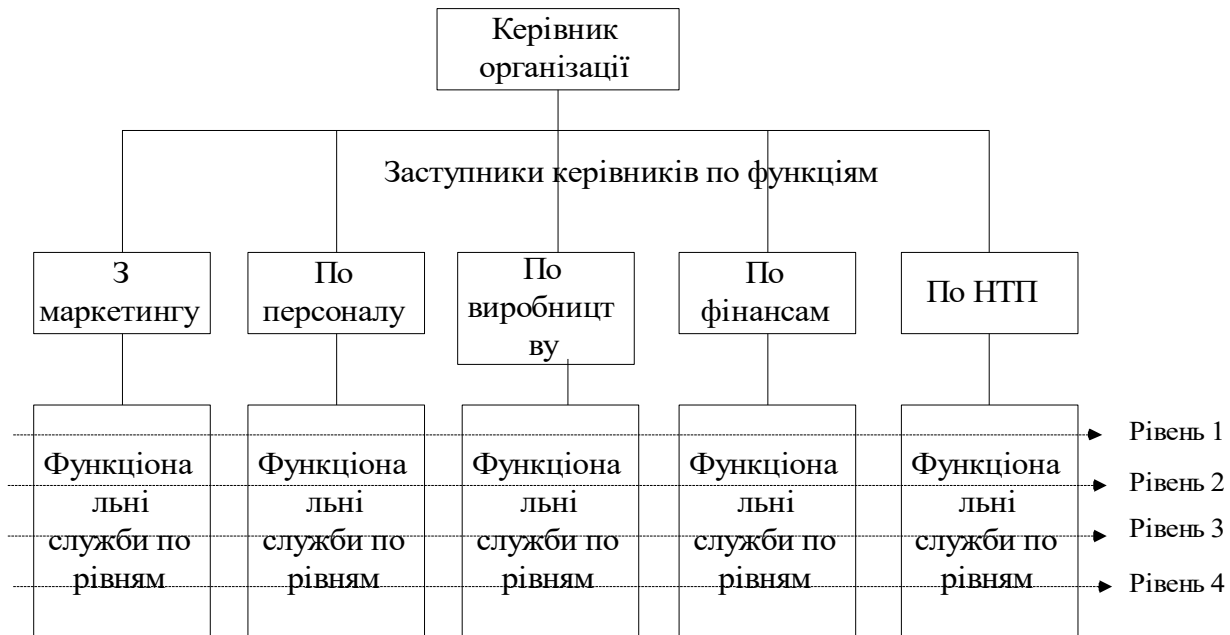 Керівник
організації
Заступники керівників по функціям
З
маркетингу
По
персоналу
По
виробницт
ву
По
фінансам
По НТП
Функціона
льні
служби по
рівням
Функціона
льні
служби по
рівням
Функціона
льні
служби по
рівням
Функціона
льні
служби по
рівням
Функціона
льні
служби по
рівням
Рівень 1
Рівень 2
Рівень 3
Рівень 4